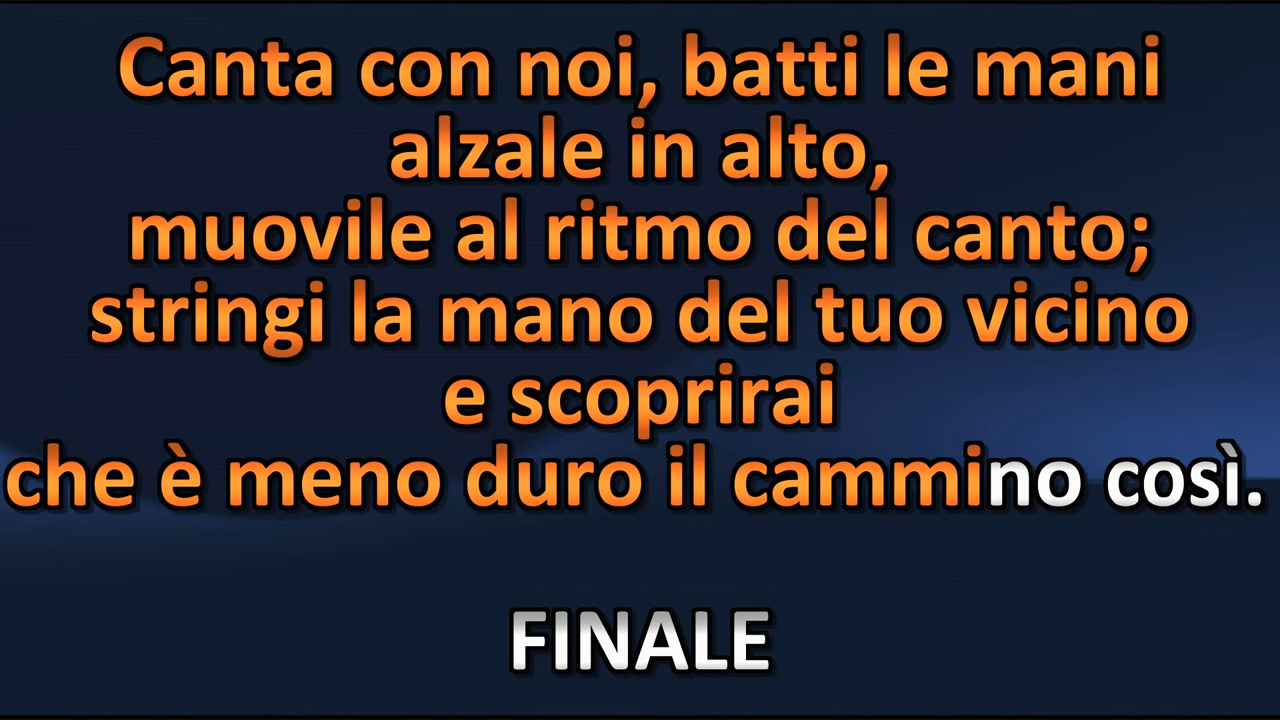 Canta con noi, batti le mani
alzale in alto,
muovile al ritmo del canto;
stringi la mano del tuo vicino
e scoprirai
che è meno duro il cammino così.
FINALE